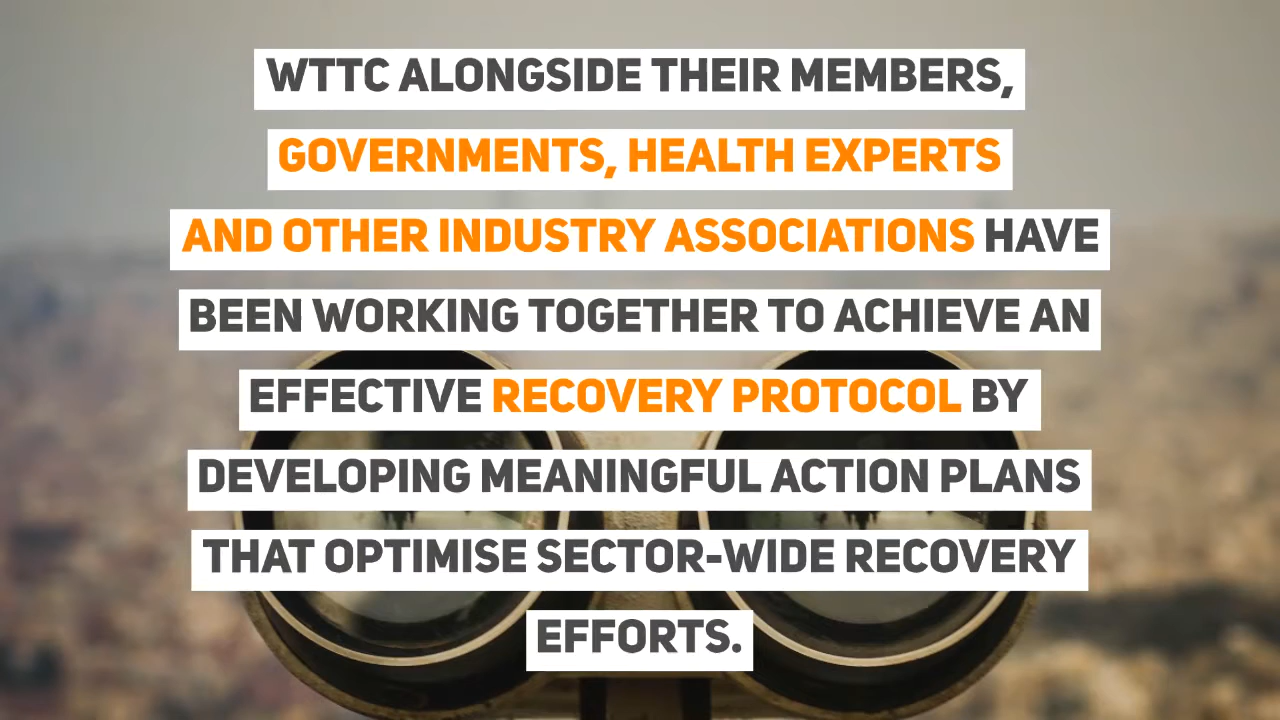 WTTC ALONGSIDE THEIR MEMBERS,
GOVERNMENTS, HEALTH EXPERTS
AND OTHER INDUSTRY ASSOCIATIONS HAVE
BEEN WORKING TOGETHER TO ACHIEVE AN
EFFECTIVE RECOVERY PROTOCOL BY
DEVELOPING MEANINGFUL ACTION PLANS
THAT OPTIMISE SECTOR-WIDE RECOVERY
EFFORTS.